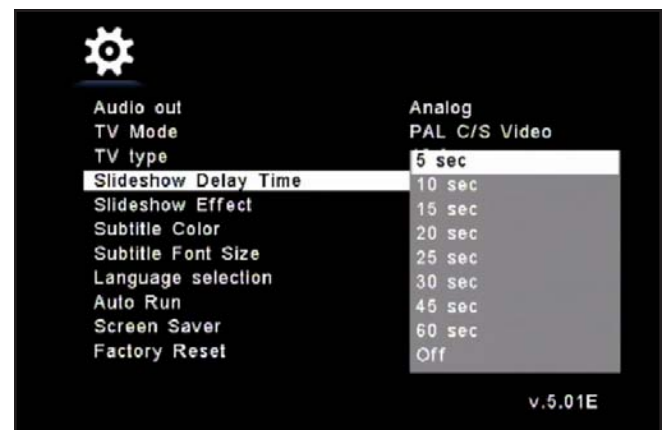 Audio out Analog
TV Mode PAL C/S Video
TV type
5 sec
Slideshow Delay Time
10 sec
Slideshow Effect 15 sec
Subtitle Color 20 sec
Subtitle Font Size 25 sec
Language selection 30 sec
Auto Run 45 sec
Screen Saver 60 sec
Factory Reset Off
v.5.01E